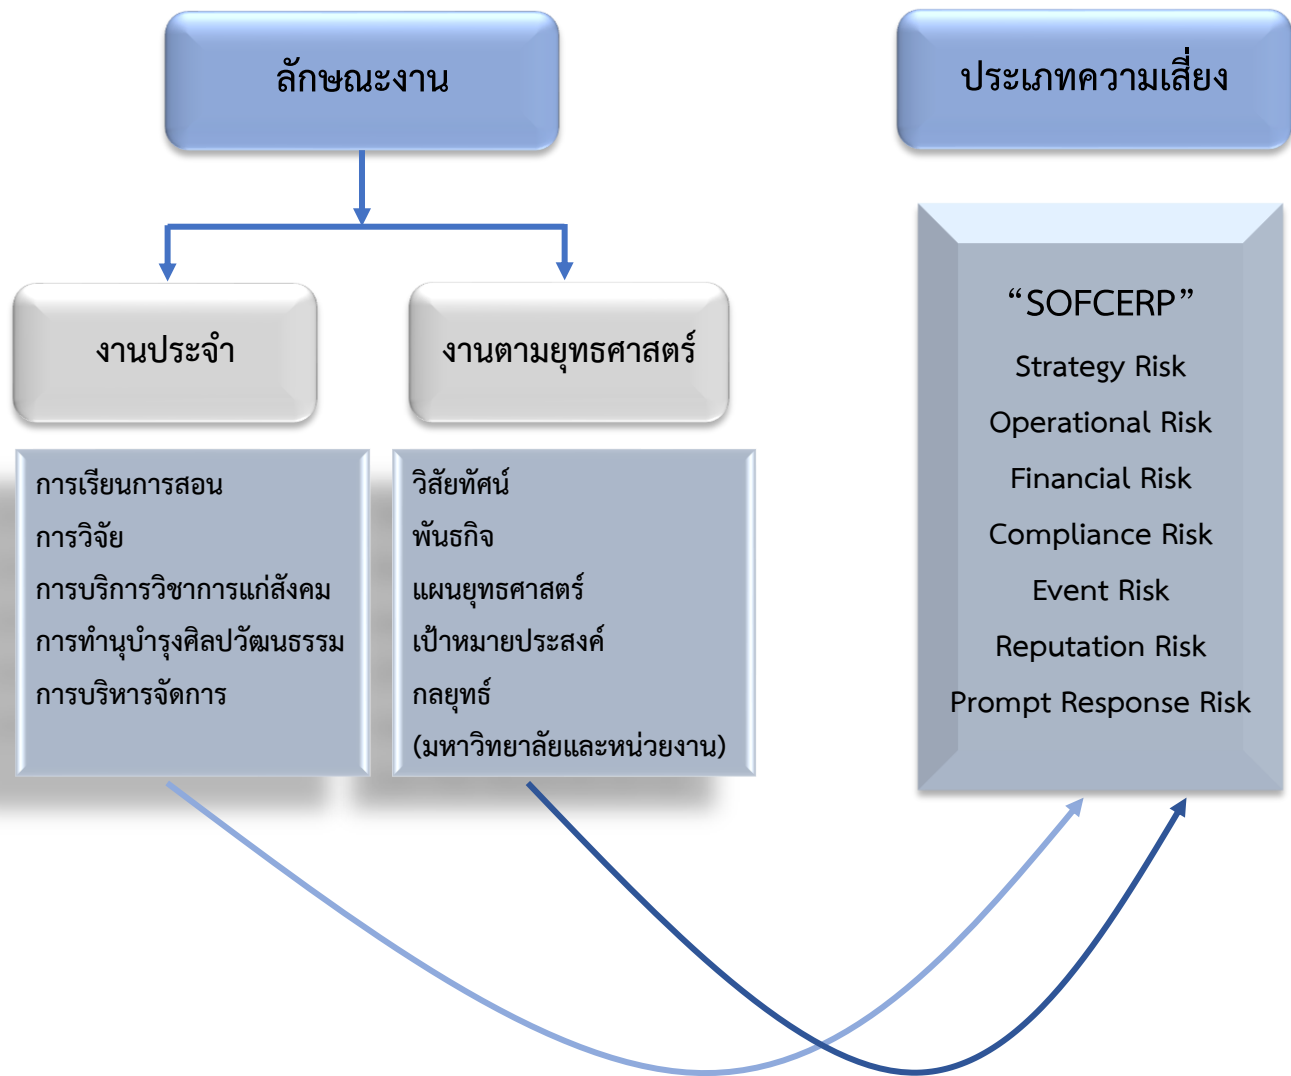 ลักษณะงาน
ประเภทความเสี่ยง
งานประจำ
งานตามยุทธศาสตร์
การเรียนการสอน
การวิจัย
การบริการวิชาการแก่สังคม
การทำนุบำรุงศิลปวัฒนธรรม
การบริหารจัดการ
วิสัยทัศน์
พันธกิจ
แผนยุทธศาสตร์
เป้าหมายประสงค์
กลยุทธ์
(มหาวิทยาลัยและหน่วยงาน)
“SOFCERP”
Strategy Risk
Operational Risk
Financial Risk
Compliance Risk
Event Risk
Reputation Risk
Prompt Response Risk